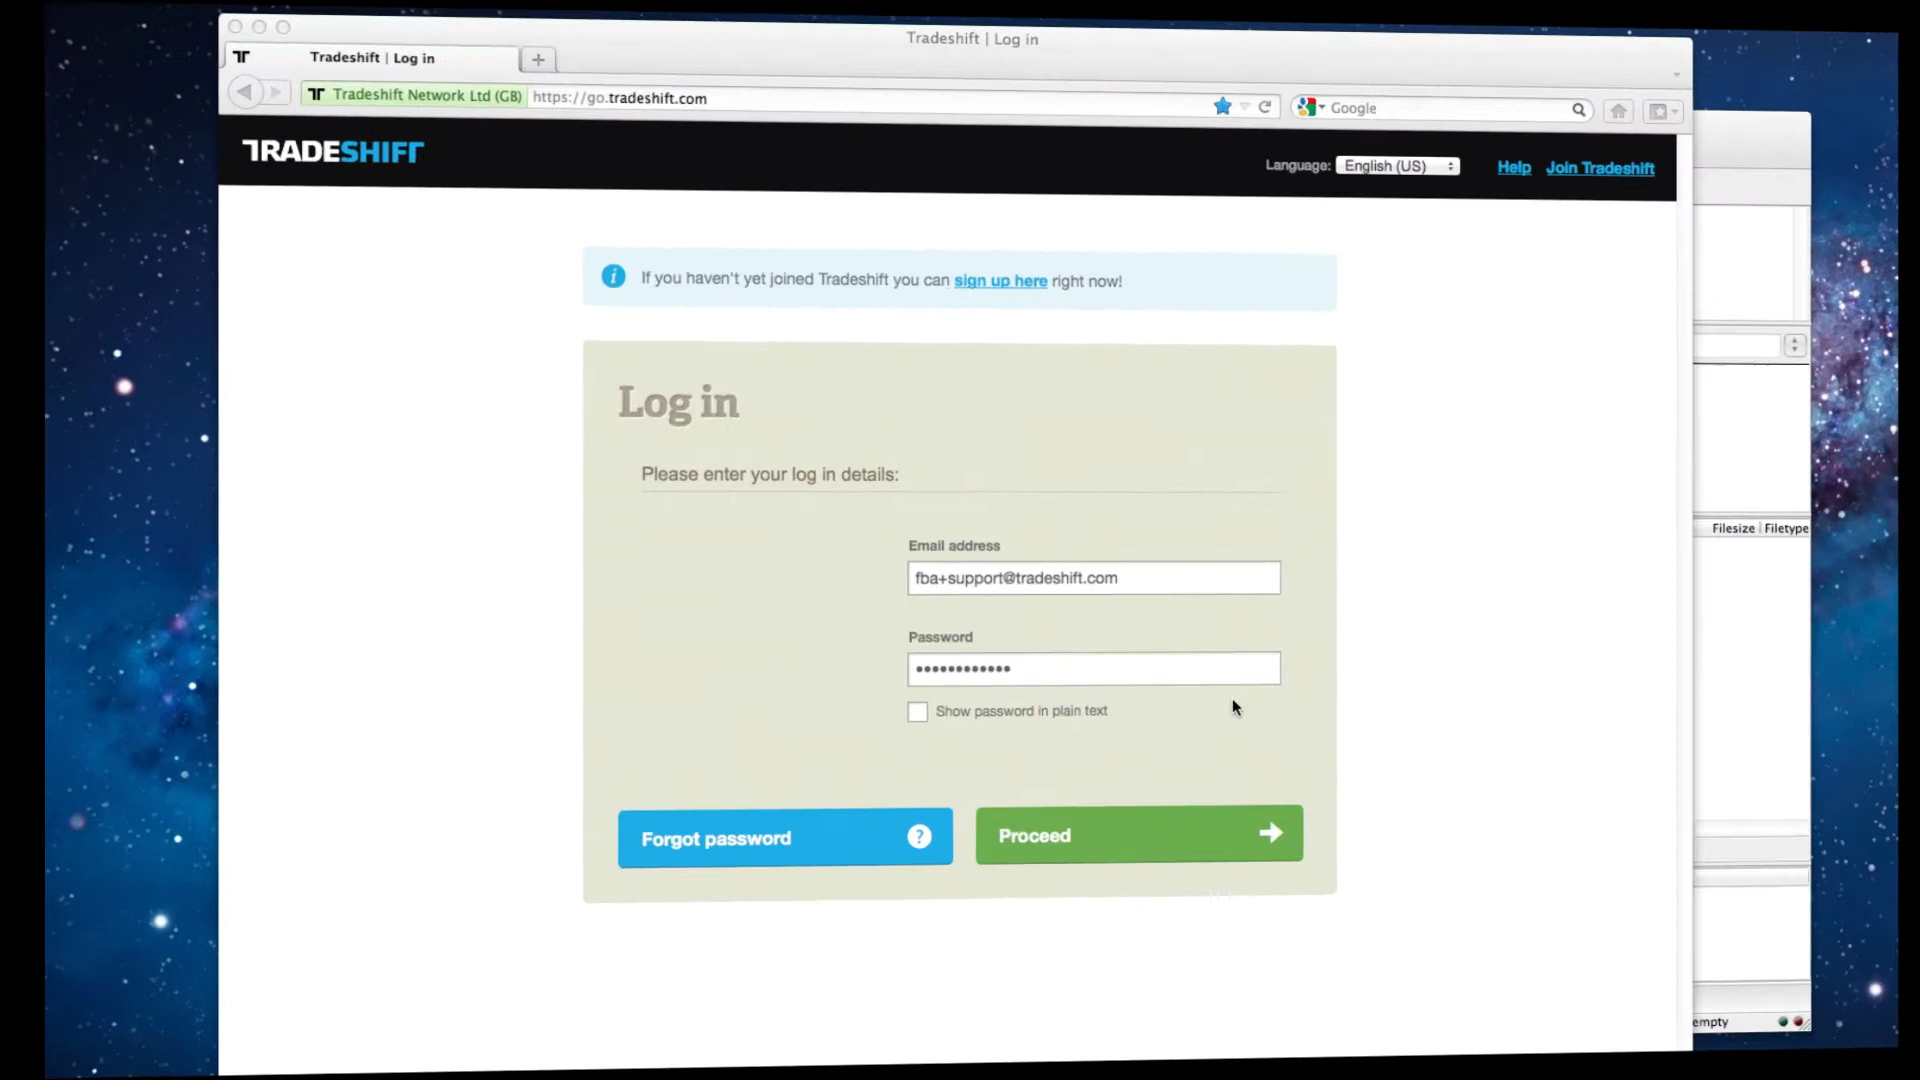 Tradeshift | Log in
Tradeshift | Log in
Tradeshift Network Ltd (GB) https://go.tradeshift.com
Google
TRADESHIFT
Language: English (US) Help Join Tradeshift
If you haven't yet joined Tradeshift you can sign up here right now!
Log in
Please enter your log in details:
Email address
fba+support@tradeshift.com
Password
Show password in plain text
Forgot password ?
Proceed
Filesize Filetype
empty